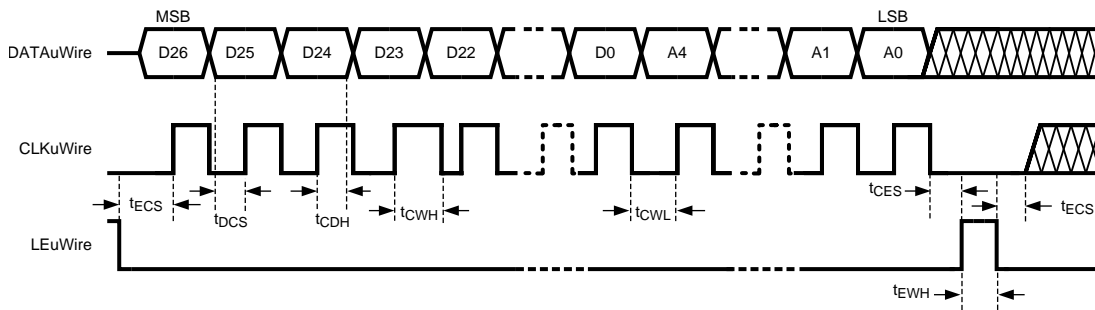 MSB
LSB
DATAuWire
D26
D25
D24
D23
D22
D0
A4
A1
A0
CLKuWire
tECS
tDCS
tCDH
tCWH
tCWL
tCES
tECS
LEuWire
tEWH